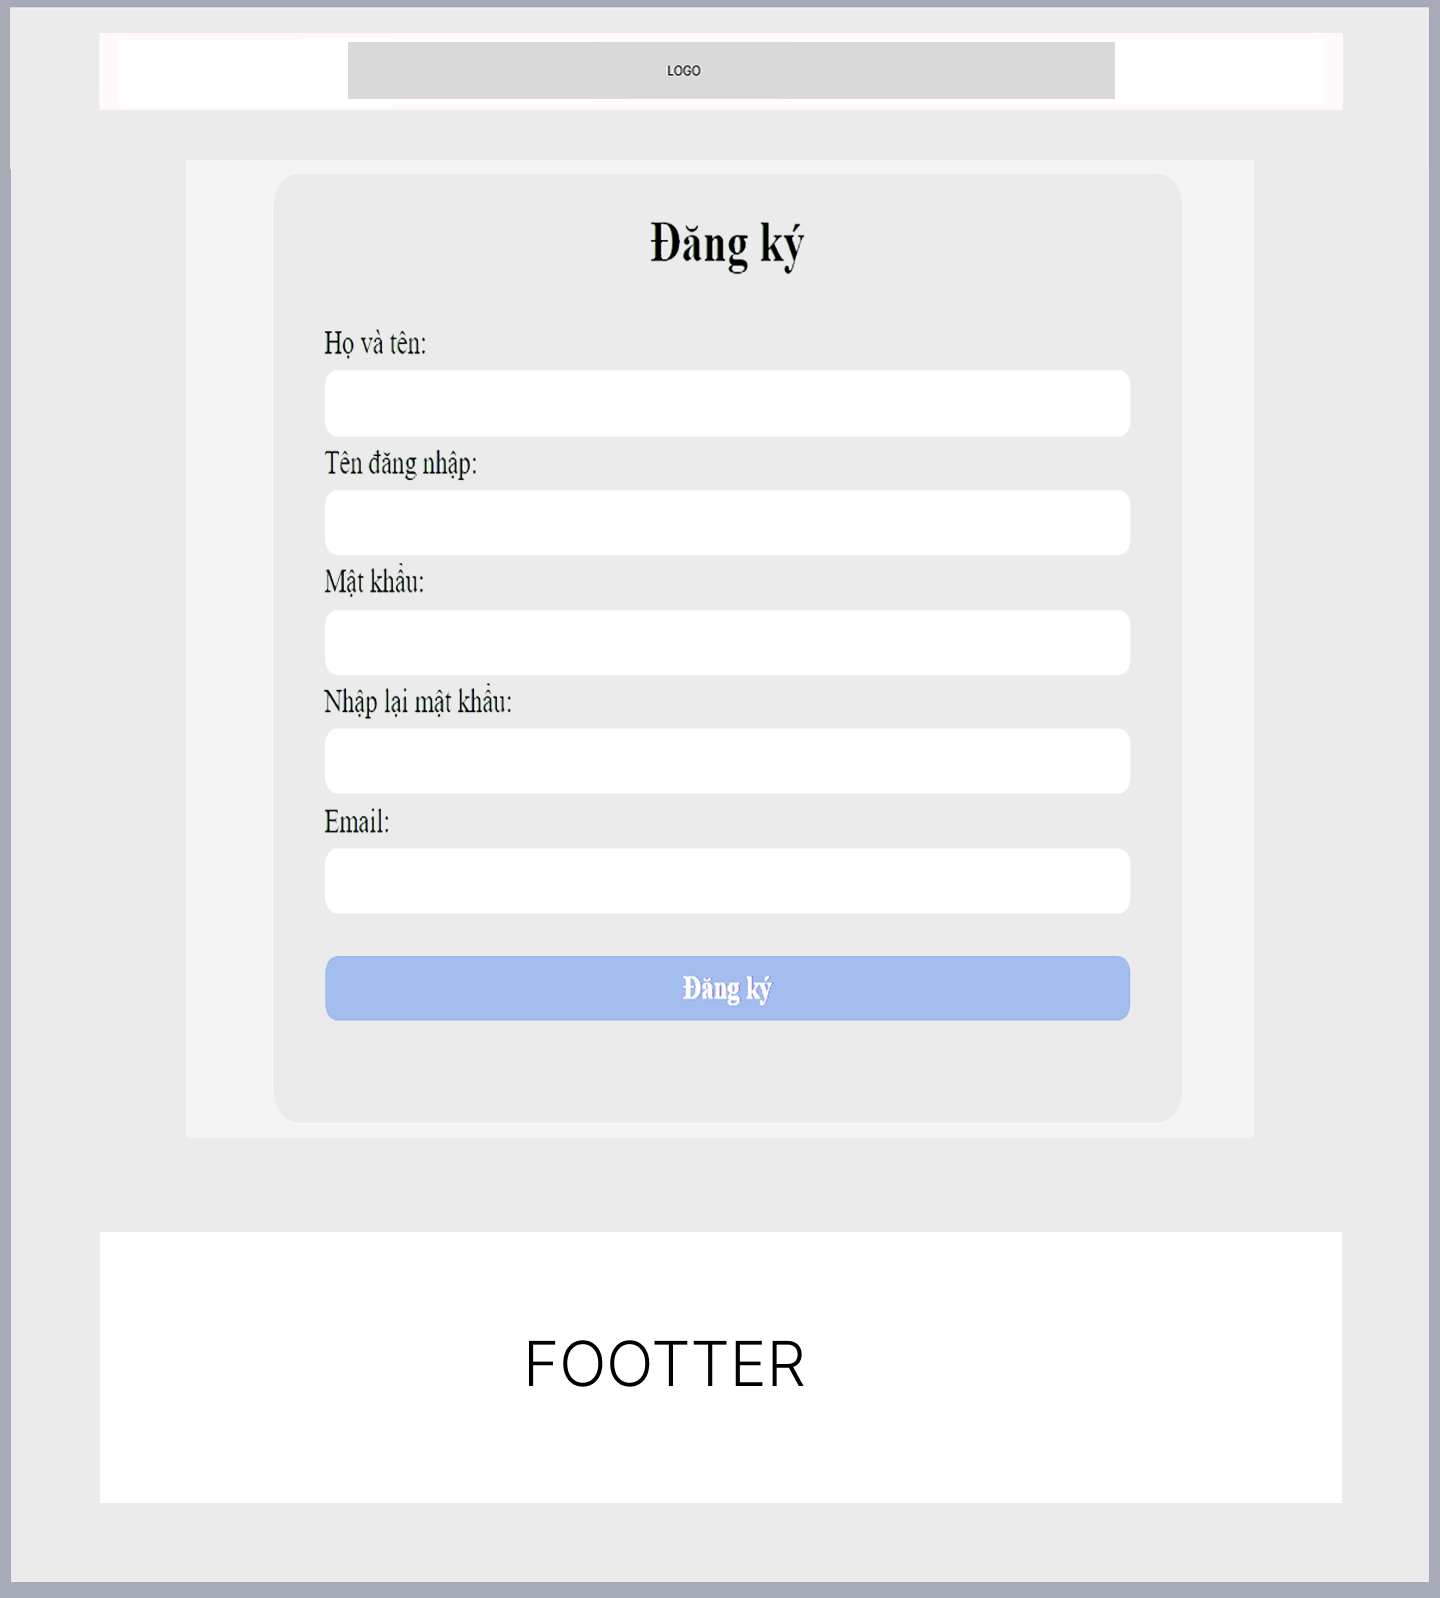 LOGO
Đăng ký
Họ và tên:
Tên đăng nhập:
Mật khẩu:
Nhập lại mật khẩu:
Email:
Đăng ký
FOOTTER